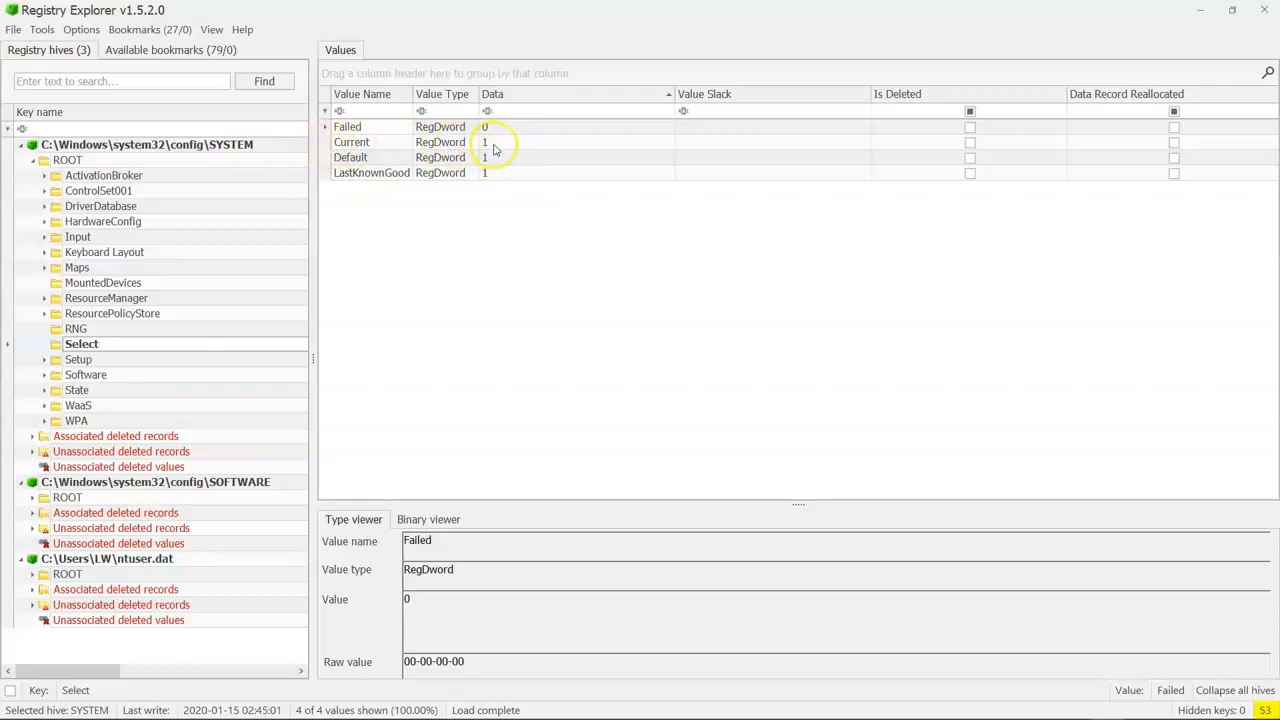 Registry Explorer v1.5.2.0
File Tools Options Bookmarks (27/0) View Help
Registry hives (3) Available bookmarks (79/0)
Enter text to search... Find
Key name
C:\Windows\system32\config\SYSTEM
ROOT
ActivationBroker
ControlSet001
DriverDatabase
HardwareConfig
Input
Keyboard Layout
Maps
MountedDevices
ResourceManager
ResourcePolicyStore
RNG
Select
Setup
Software
State
WaaS
WPA
Associated deleted records
Unassociated deleted records
Unassociated deleted values
C:\Windows\system32\config\SOFTWARE
ROOT
Associated deleted records
Unassociated deleted records
Unassociated deleted values
C:\Users\LW\ntuser.dat
ROOT
Associated deleted records
Unassociated deleted records
Unassociated deleted values
Values
Drag a column header here to group by that column
Value Name Value Type Data Value Slack Is Deleted Data Record Reallocated
Failed RegDword 0
Current RegDword 1
Default RegDword 1
LastKnownGood RegDword 1
Type viewer Binary viewer
Value name Failed
Value type RegDword
Value 0
Raw value 00-00-00-00
Key: Select Value: Failed Collapse all hives
Selected hive: SYSTEM Last write: 2020-01-15 02:45:01 4 of 4 values shown (100.00%) Load complete Hidden keys: 0 53